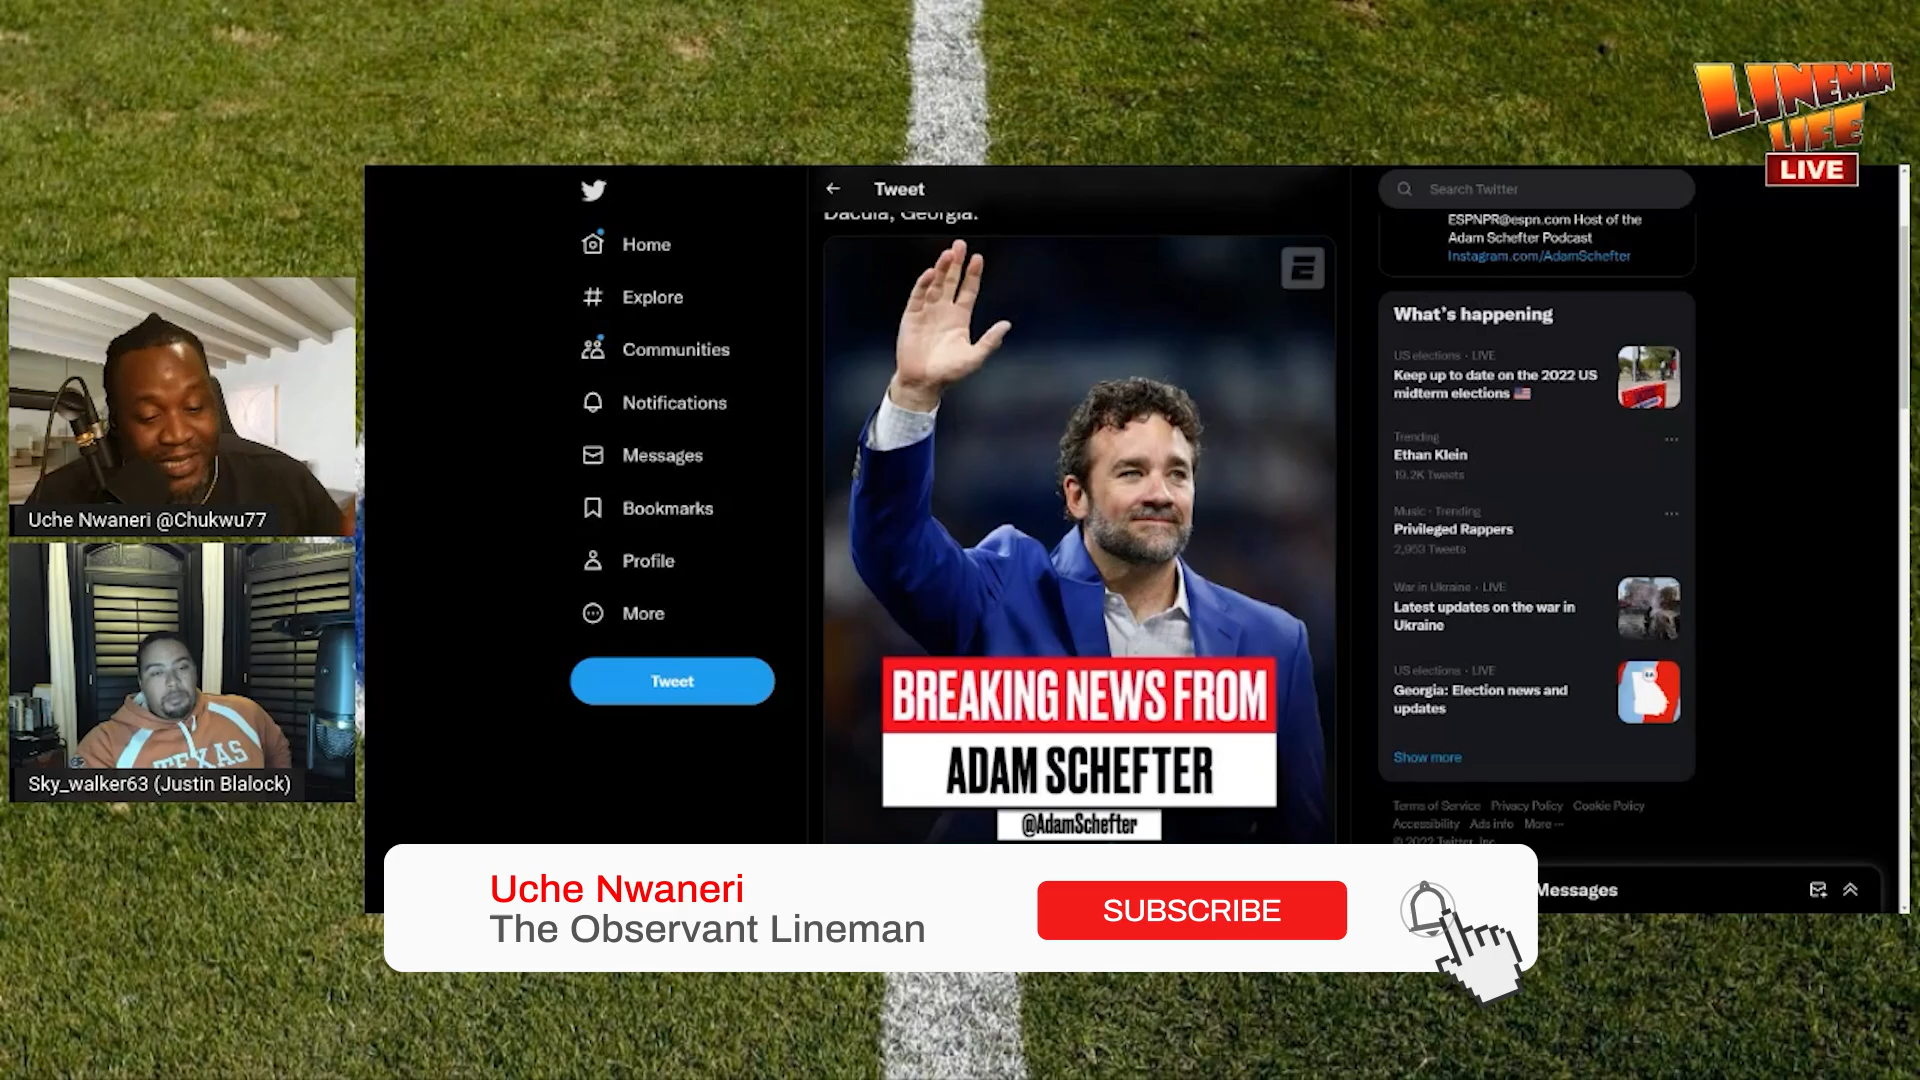 LINEMAN
LIFE
LIVE
Tweet
Search Twitter
Dacula, Georgia.
Home
Explore
Communities
Notifications
Messages
Bookmarks
Profile
More
Tweet
BREAKING NEWS FROM
ADAM SCHEFTER
@AdamSchefter
ESPNPR@espn.com Host of the
Adam Schefter Podcast
Instagram.com/AdamSchefter
What's happening
US elections · LIVE
Keep up to date on the 2022 US
midterm elections
Trending
Ethan Klein
19.2K Tweets
Music · Trending
Privileged Rappers
2,953 Tweets
War in Ukraine · LIVE
Latest updates on the war in
Ukraine
US elections · LIVE
Georgia: Election news and
updates
Show more
Terms of Service Privacy Policy Cookie Policy
Accessibility Ads info More ···
© 2022 Twitter, Inc.
Messages
Uche Nwaneri @Chukwu77
TEXAS
Sky_walker63 (Justin Blalock)
Uche Nwaneri
The Observant Lineman
SUBSCRIBE